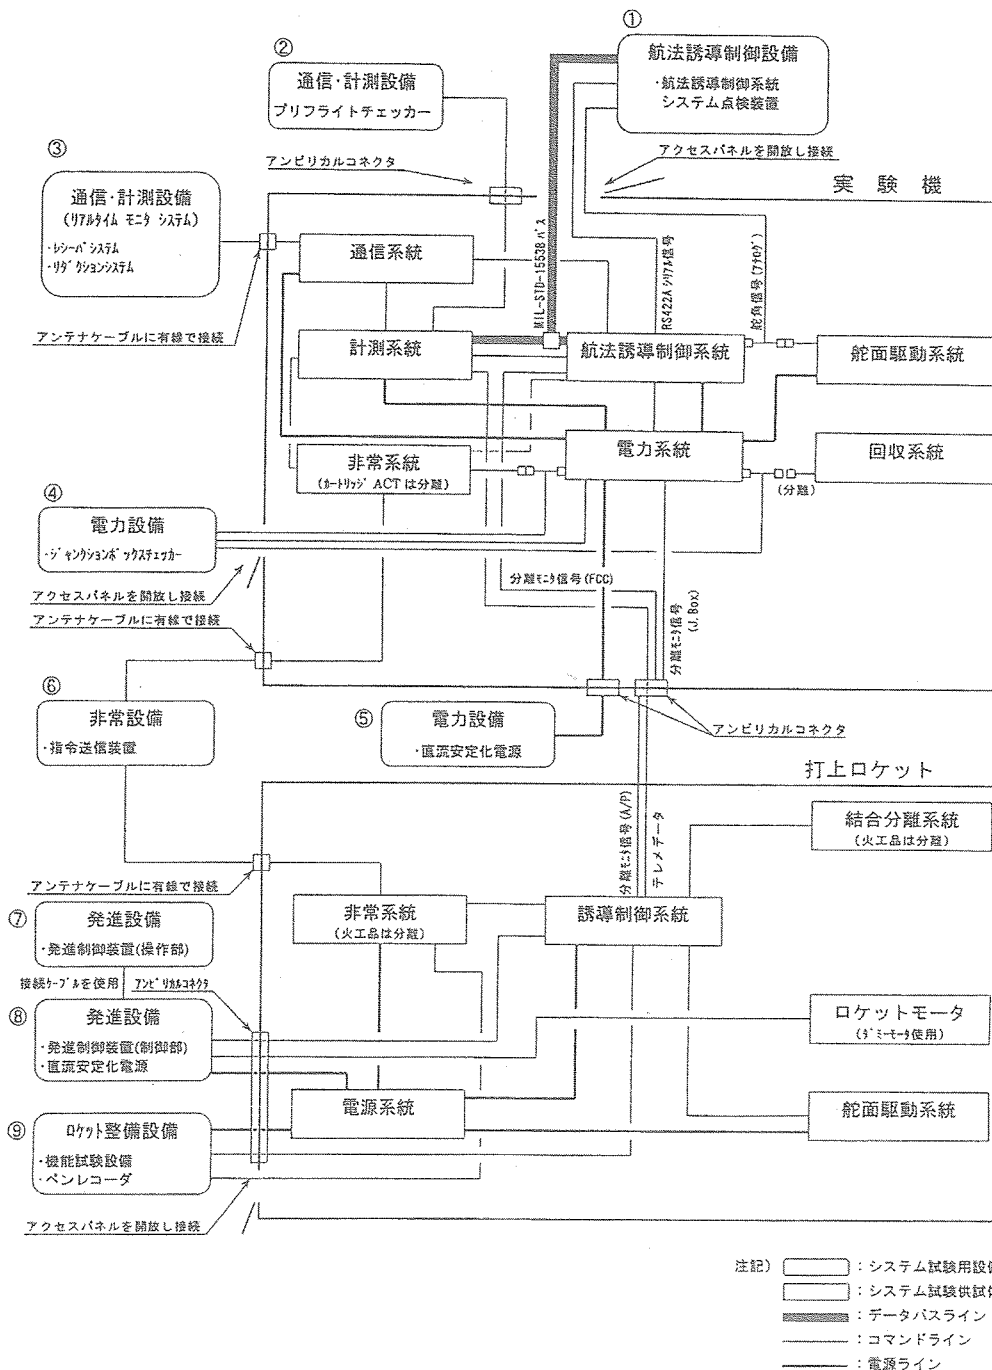 ①
航法誘導制御設備
・航法誘導制御系統
システム点検装置
②
通信・計測設備
プリフライトチェッカー
アンビリカルコネクタ
アクセスパネルを開放し接続
実験機
③
通信・計測設備
(リアルタイム モニタ システム)
・レシーバシステム
・リダクションシステム
アンテナケーブルに有線で接続
通信系統
MIL-STD-1553B バス
RS422A シリアル信号
舵角信号(アナログ)
計測系統
航法誘導制御系統
舵面駆動系統
非常系統
(カートリッジ, ACTは分離)
電力系統
回収系統
(分離)
④
電力設備
・ジャンクションボックスチェッカー
アクセスパネルを開放し接続
アンテナケーブルに有線で接続
分離モニタ信号(FCC)
分離モニタ信号
(J.Box)
⑥
非常設備
・指令送信装置
⑤
電力設備
・直流安定化電源
アンビリカルコネクタ
打上ロケット
分離モニタ信号(A/P)
テレメデータ
結合分離系統
(火工品は分離)
アンテナケーブルに有線で接続
非常系統
(火工品は分離)
誘導制御系統
⑦
発進設備
・発進制御装置(操作部)
接続ケーブルを使用
アンビリカルコネクタ
⑧
発進設備
・発進制御装置(制御部)
・直流安定化電源
ロケットモータ
(ダミーモータ使用)
電源系統
舵面駆動系統
⑨
ロケット整備設備
・機能試験設備
・ペンレコーダ
アクセスパネルを開放し接続
注記)
：システム試験用設備
：システム試験供試体
：データバスライン
：コマンドライン
：電源ライン